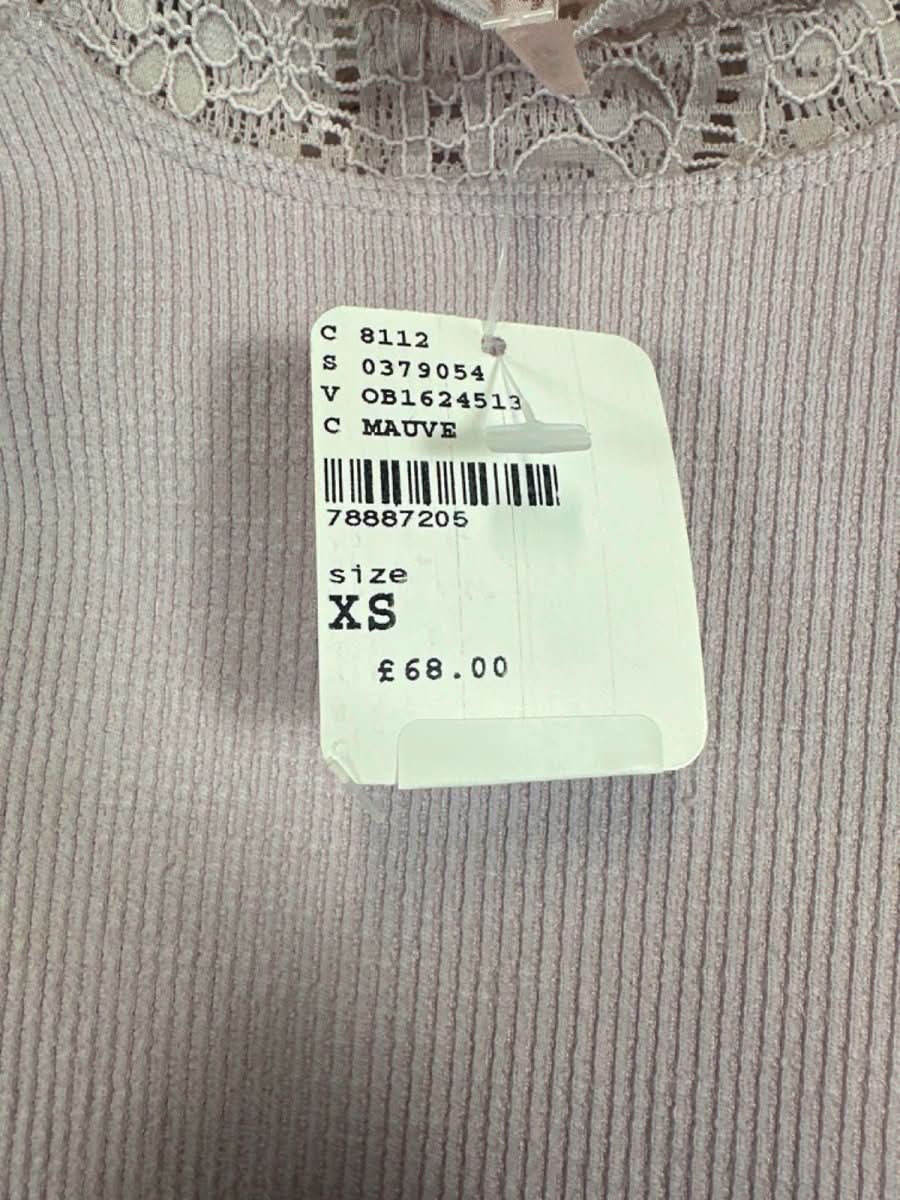 C 8112
S 0379054
V OB1624513
C MAUVE
78887205
size
XS
£68.00